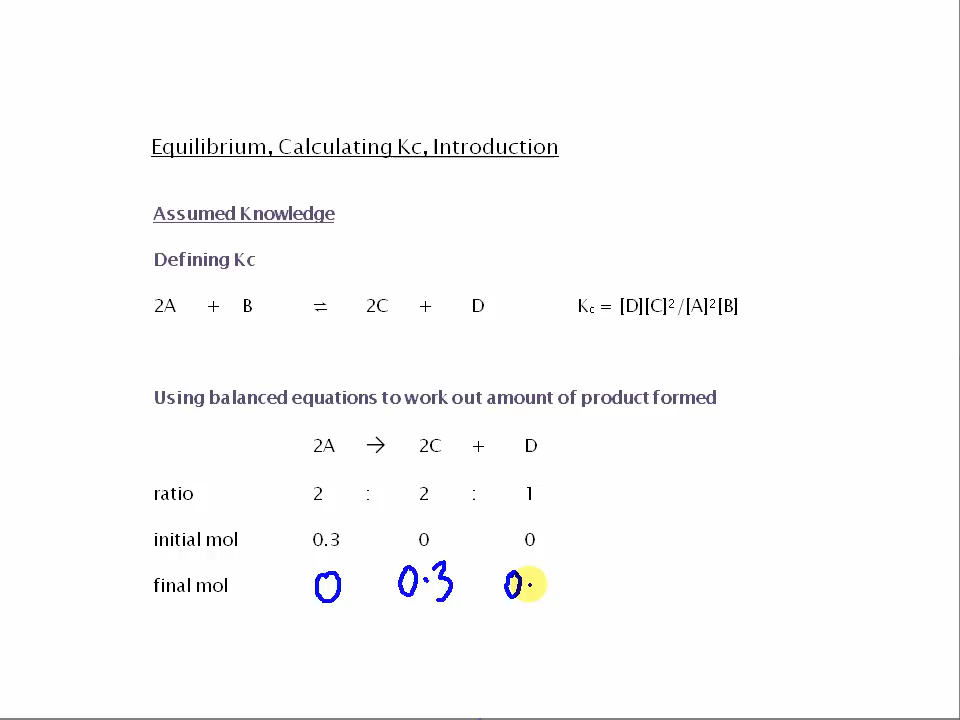 Equilibrium, Calculating Kc, Introduction
Assumed Knowledge
Defining Kc
2A + B ⇌ 2C + D Kc = [D][C]²/[A]²[B]
Using balanced equations to work out amount of product formed
2A → 2C + D
ratio 2 : 2 : 1
initial mol 0.3 0 0
final mol 0 0.3 0.